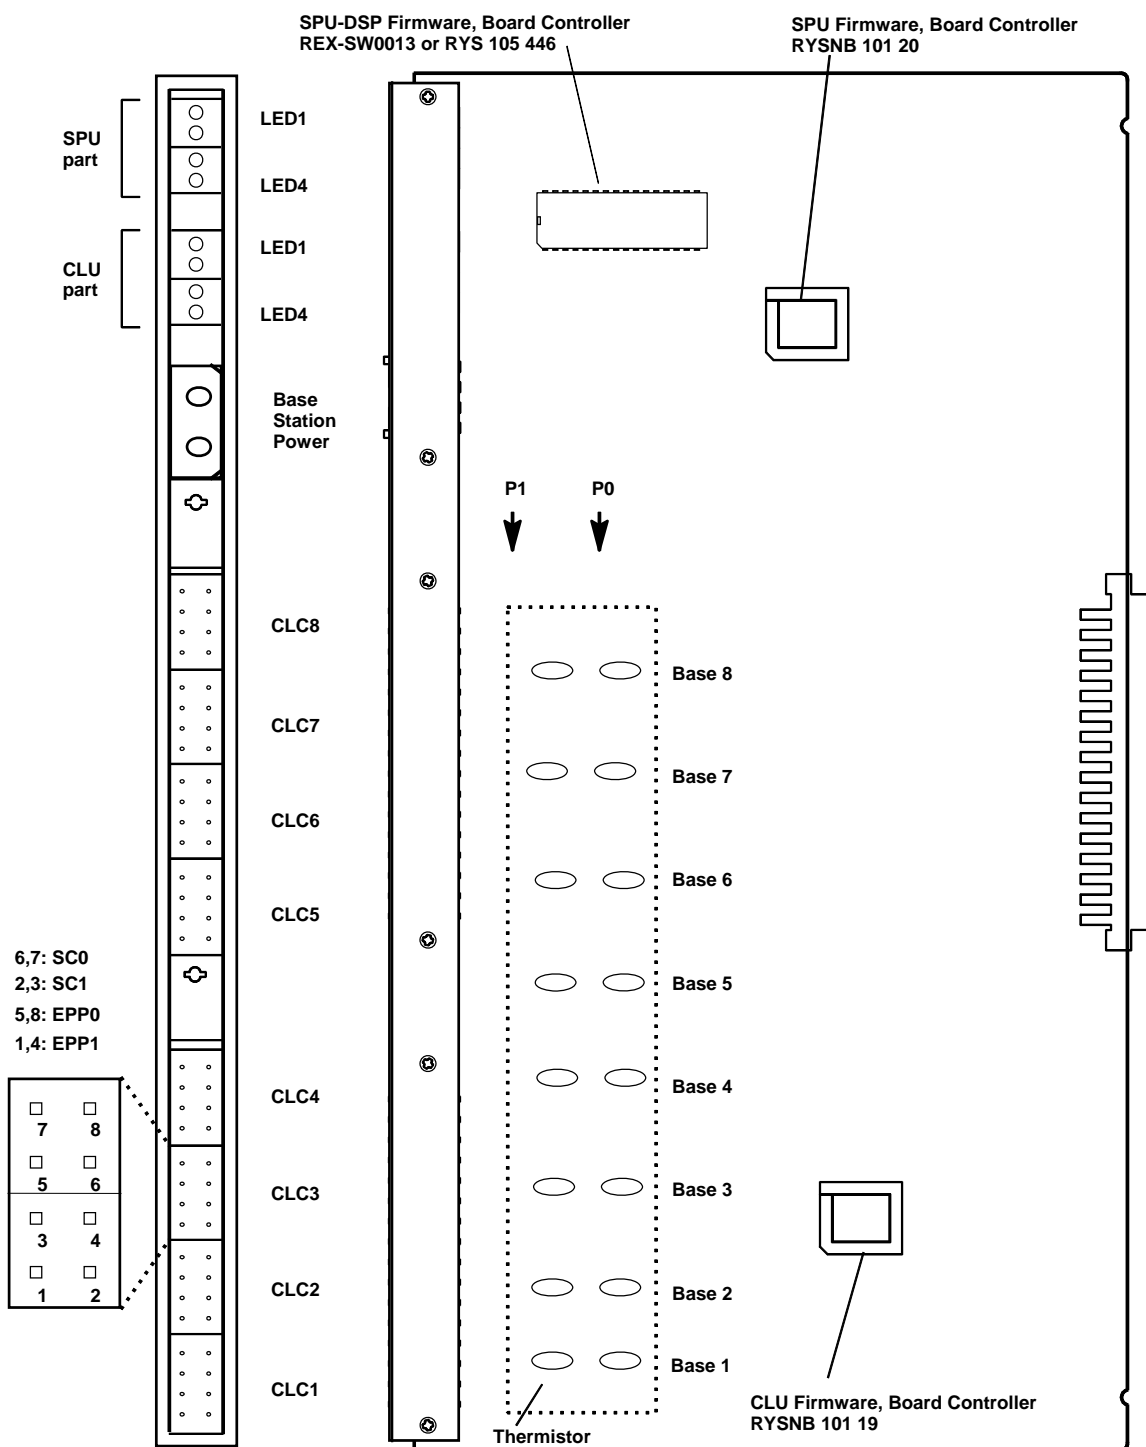 SPU-DSP Firmware, Board Controller
REX-SW0013 or RYS 105 446
SPU Firmware, Board Controller
RYSNB 101 20
SPU
part
LED1
LED4
CLU
part
LED1
LED4
Base
Station
Power
P1
P0
CLC8
CLC7
CLC6
CLC5
CLC4
CLC3
CLC2
CLC1
Base 8
Base 7
Base 6
Base 5
Base 4
Base 3
Base 2
Base 1
6,7: SC0
2,3: SC1
5,8: EPP0
1,4: EPP1
7 8
5 6
3 4
1 2
Thermistor
CLU Firmware, Board Controller
RYSNB 101 19